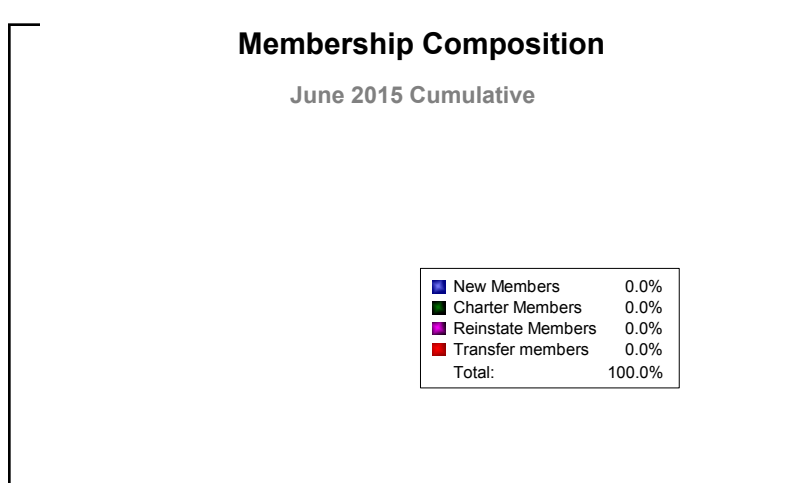 Membership Composition
June 2015 Cumulative
New Members 0.0%
Charter Members 0.0%
Reinstate Members 0.0%
Transfer members 0.0%
Total: 100.0%